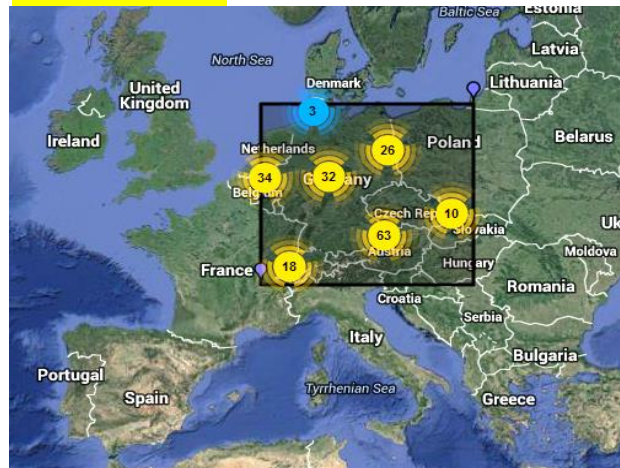 Baltic Sea
Estonia
Latvia
North Sea
Denmark
Lithuania
United
Kingdom
3
Ireland
Netherlands
26
Poland
Belarus
34
32
Germany
Belgium
Czech Rep
10
Slovakia
Uk
63
Austria
Moldova
France
18
Hungary
Romania
Croatia
Serbia
Italy
Bulgaria
Portugal
Spain
Tyrrhenian Sea
Greece